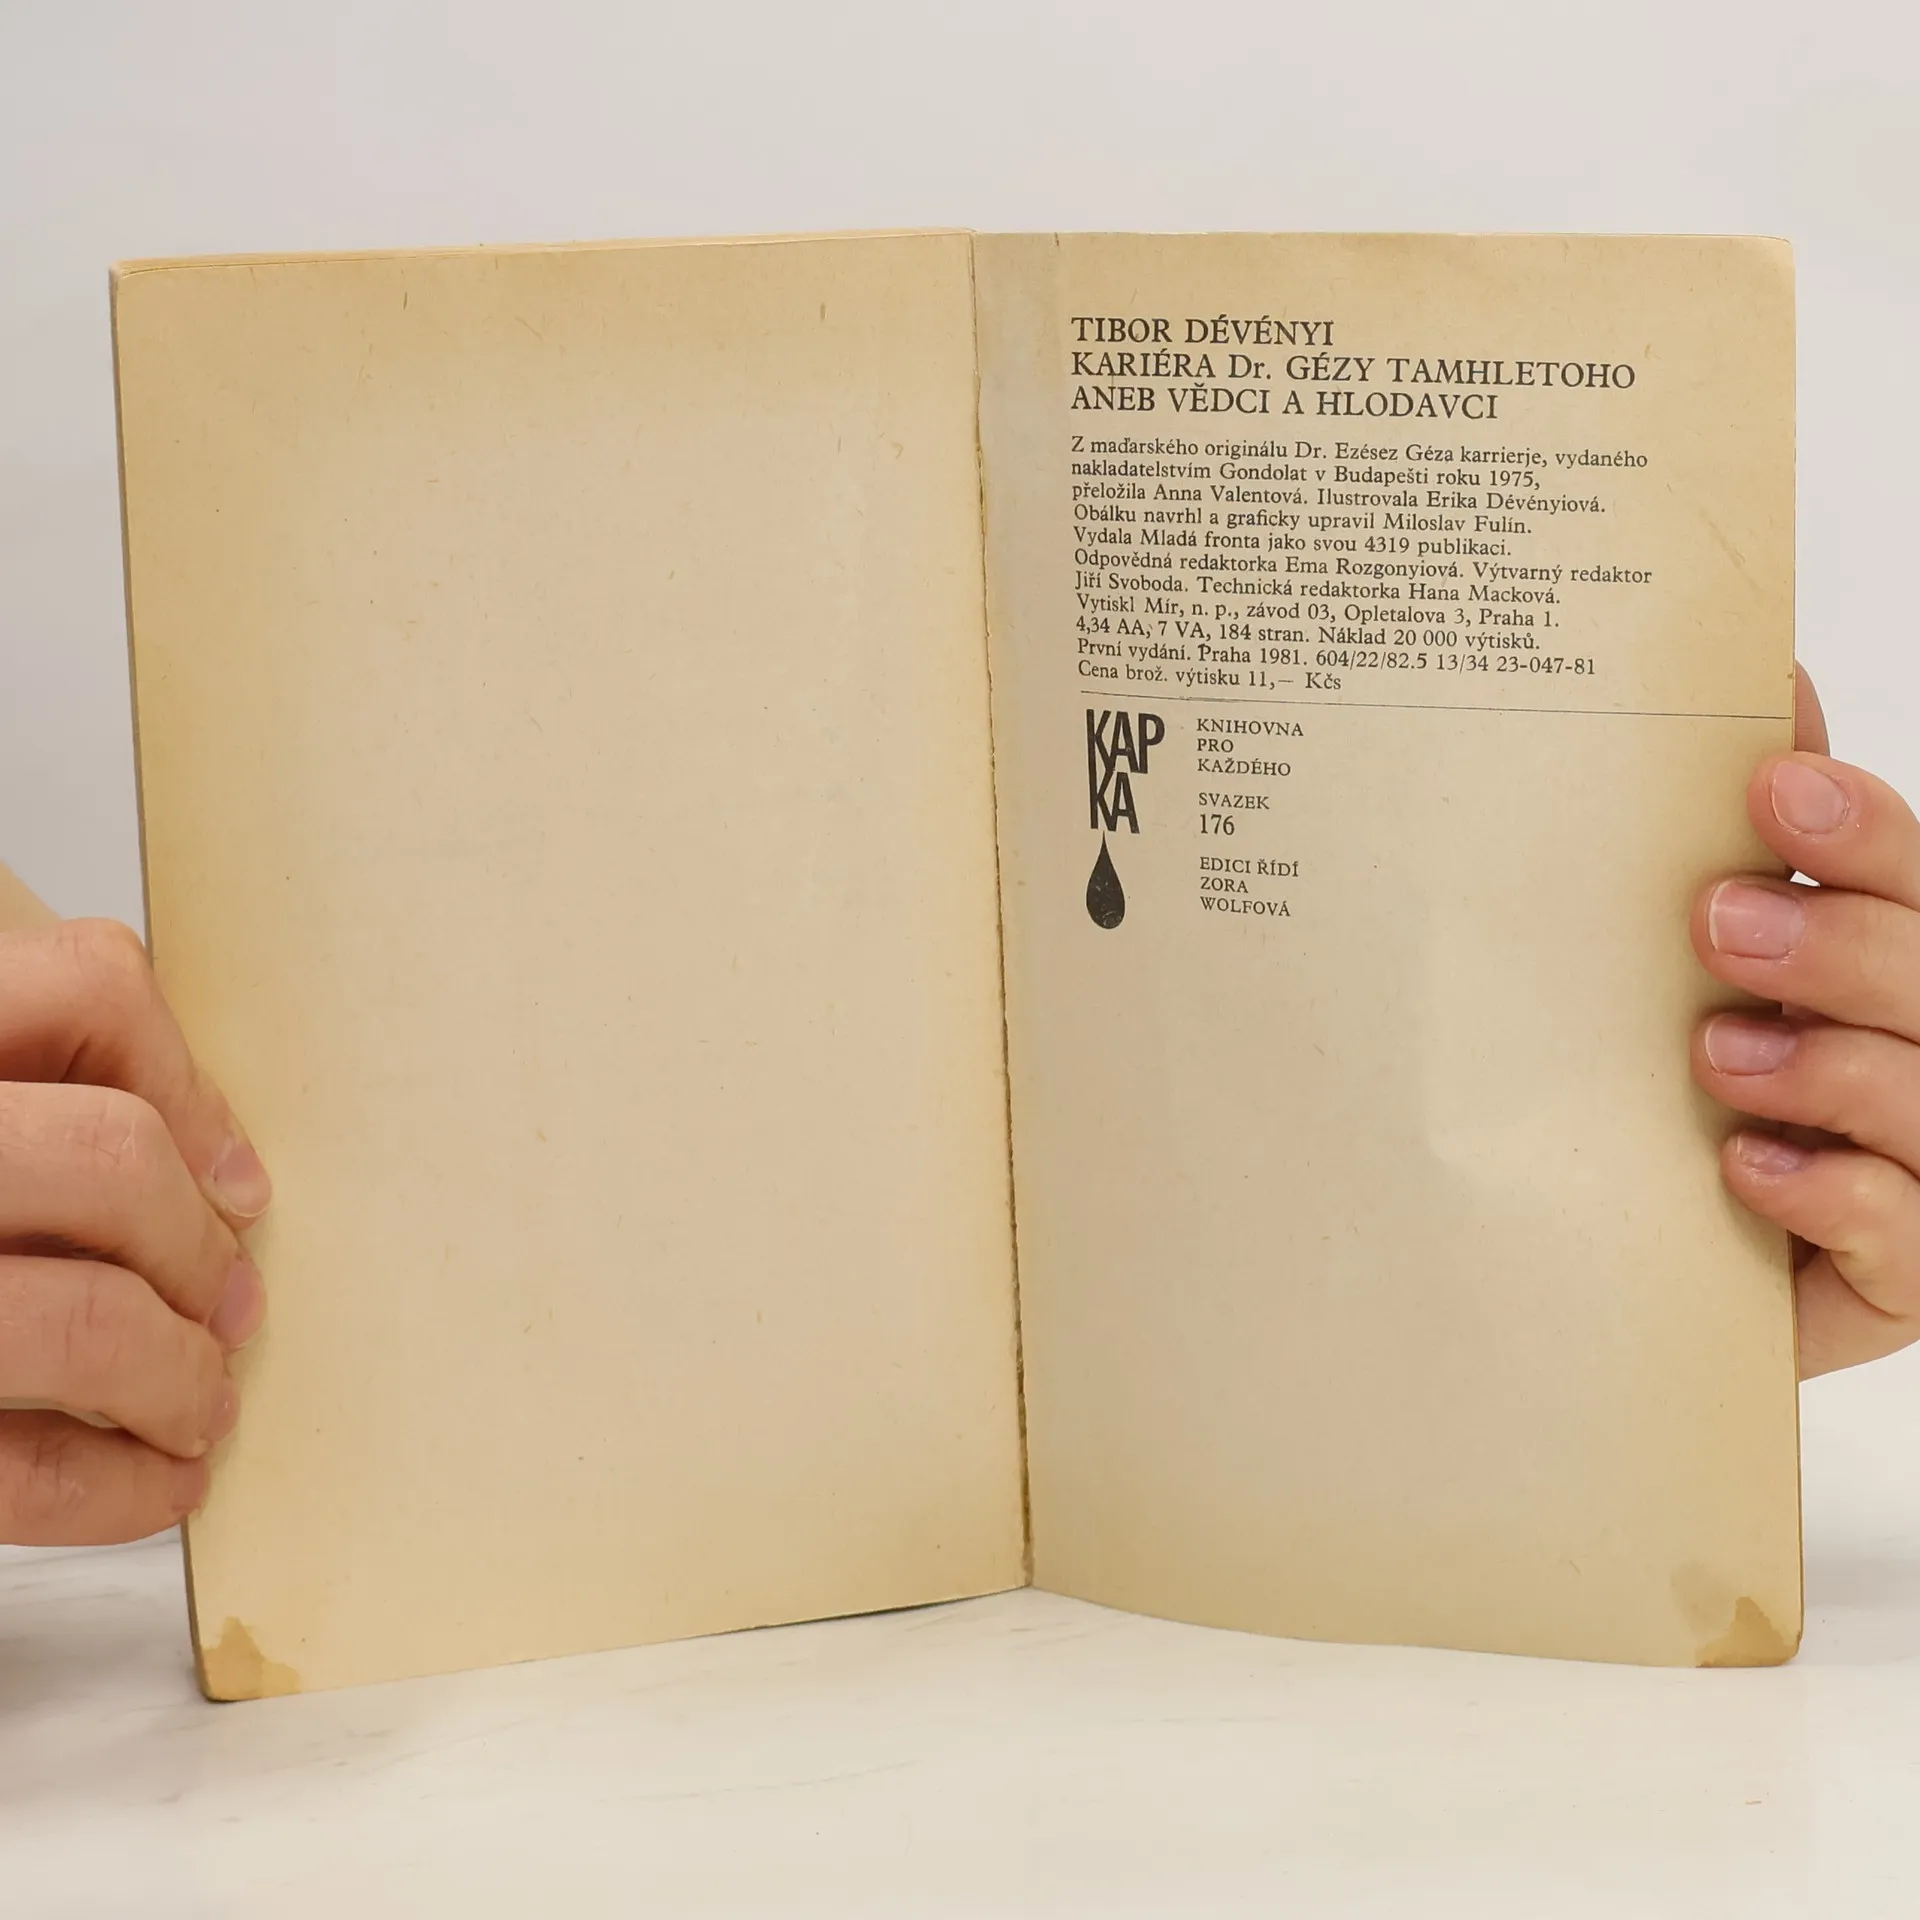 TIBOR DÉVÉNYI
KARIÉRA Dr. GÉZY TAMHLETOHO
ANEB VĚDCI A HLODAVCI
Z maďarského originálu Dr. Ezésez Géza karrierje, vydaného
nakladatelstvím Gondolat v Budapešti roku 1975,
přeložila Anna Valentová. Ilustrovala Erika Dévényiová.
Obálku navrhl a graficky upravil Miloslav Fulín.
Vydala Mladá fronta jako svou 4319 publikaci.
Odpovědná redaktorka Ema Rozgonyiová. Výtvarný redaktor
Jiří Svoboda. Technická redaktorka Hana Macková.
Vytiskl Mír, n. p., závod 03, Opletalova 3, Praha 1.
4,34 AA, 7 VA, 184 stran. Náklad 20 000 výtisků.
První vydání. Praha 1981. 604/22/82.5 13/34 23-047-81
Cena brož. výtisku 11,— Kčs
KAP
KA
KNIHOVNA
PRO
KAŽDÉHO
SVAZEK
176
EDICI ŘÍDÍ
ZORA
WOLFOVÁ